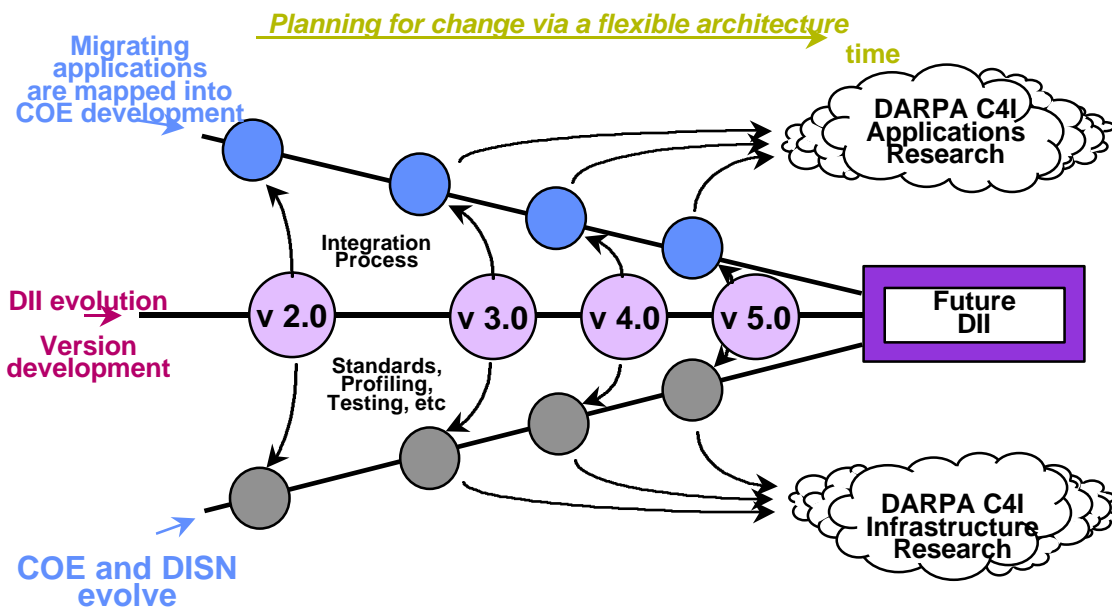 Planning for change via a flexible architecture
time
Migrating
applications
are mapped into
COE development
DARPA C4I
Applications
Research
Integration
Process
DII evolution
v 2.0
v 3.0
v 4.0
v 5.0
Future
DII
Version
development
Standards,
Profiling,
Testing, etc
DARPA C4I
Infrastructure
Research
COE and DISN
evolve